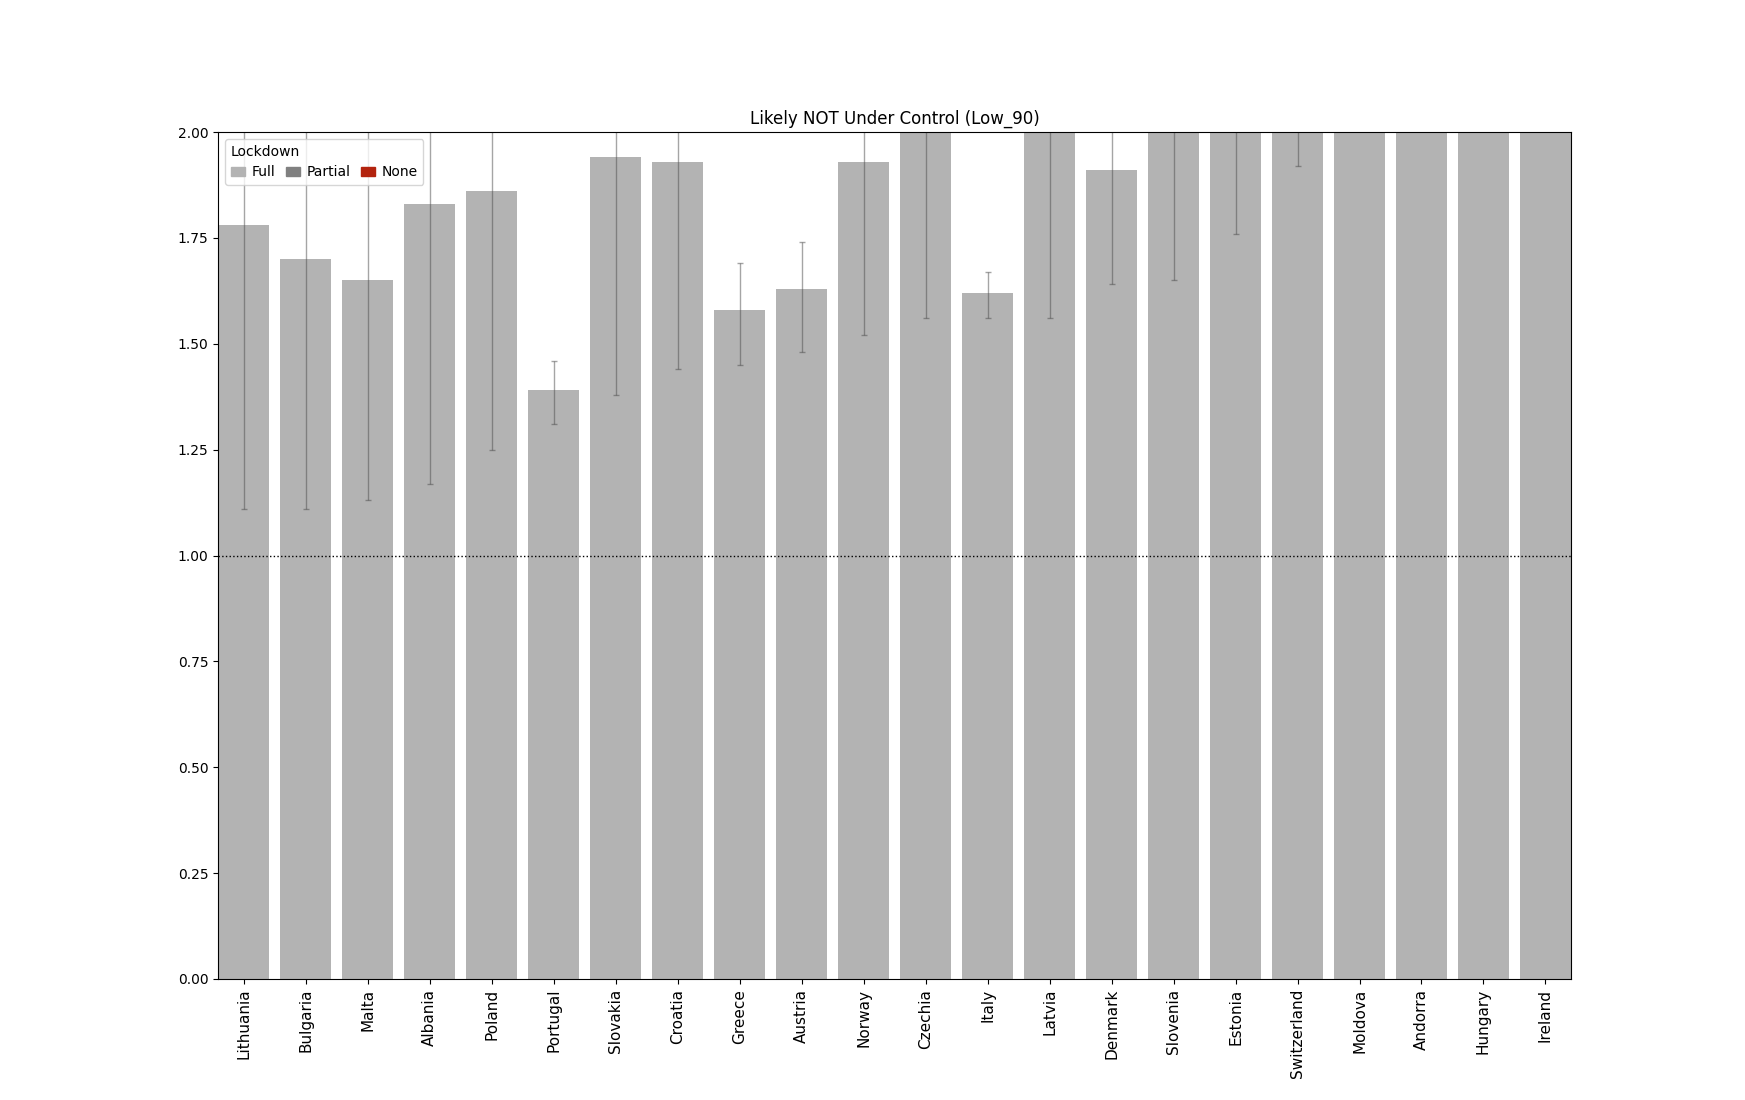 Likely NOT Under Control (Low_90)
Lockdown
Full Partial None
2.00
1.75
1.50
1.25
1.00
0.75
0.50
0.25
0.00
Lithuania
Bulgaria
Malta
Albania
Poland
Portugal
Slovakia
Croatia
Greece
Austria
Norway
Czechia
Italy
Latvia
Denmark
Slovenia
Estonia
Switzerland
Moldova
Andorra
Hungary
Ireland